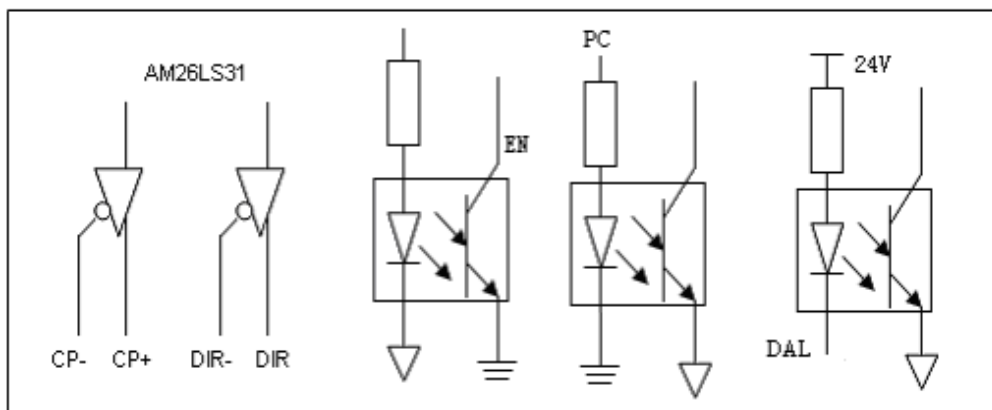 AM26LS31
CP- CP+ DIR- DIR
EN
PC
24V
DAL